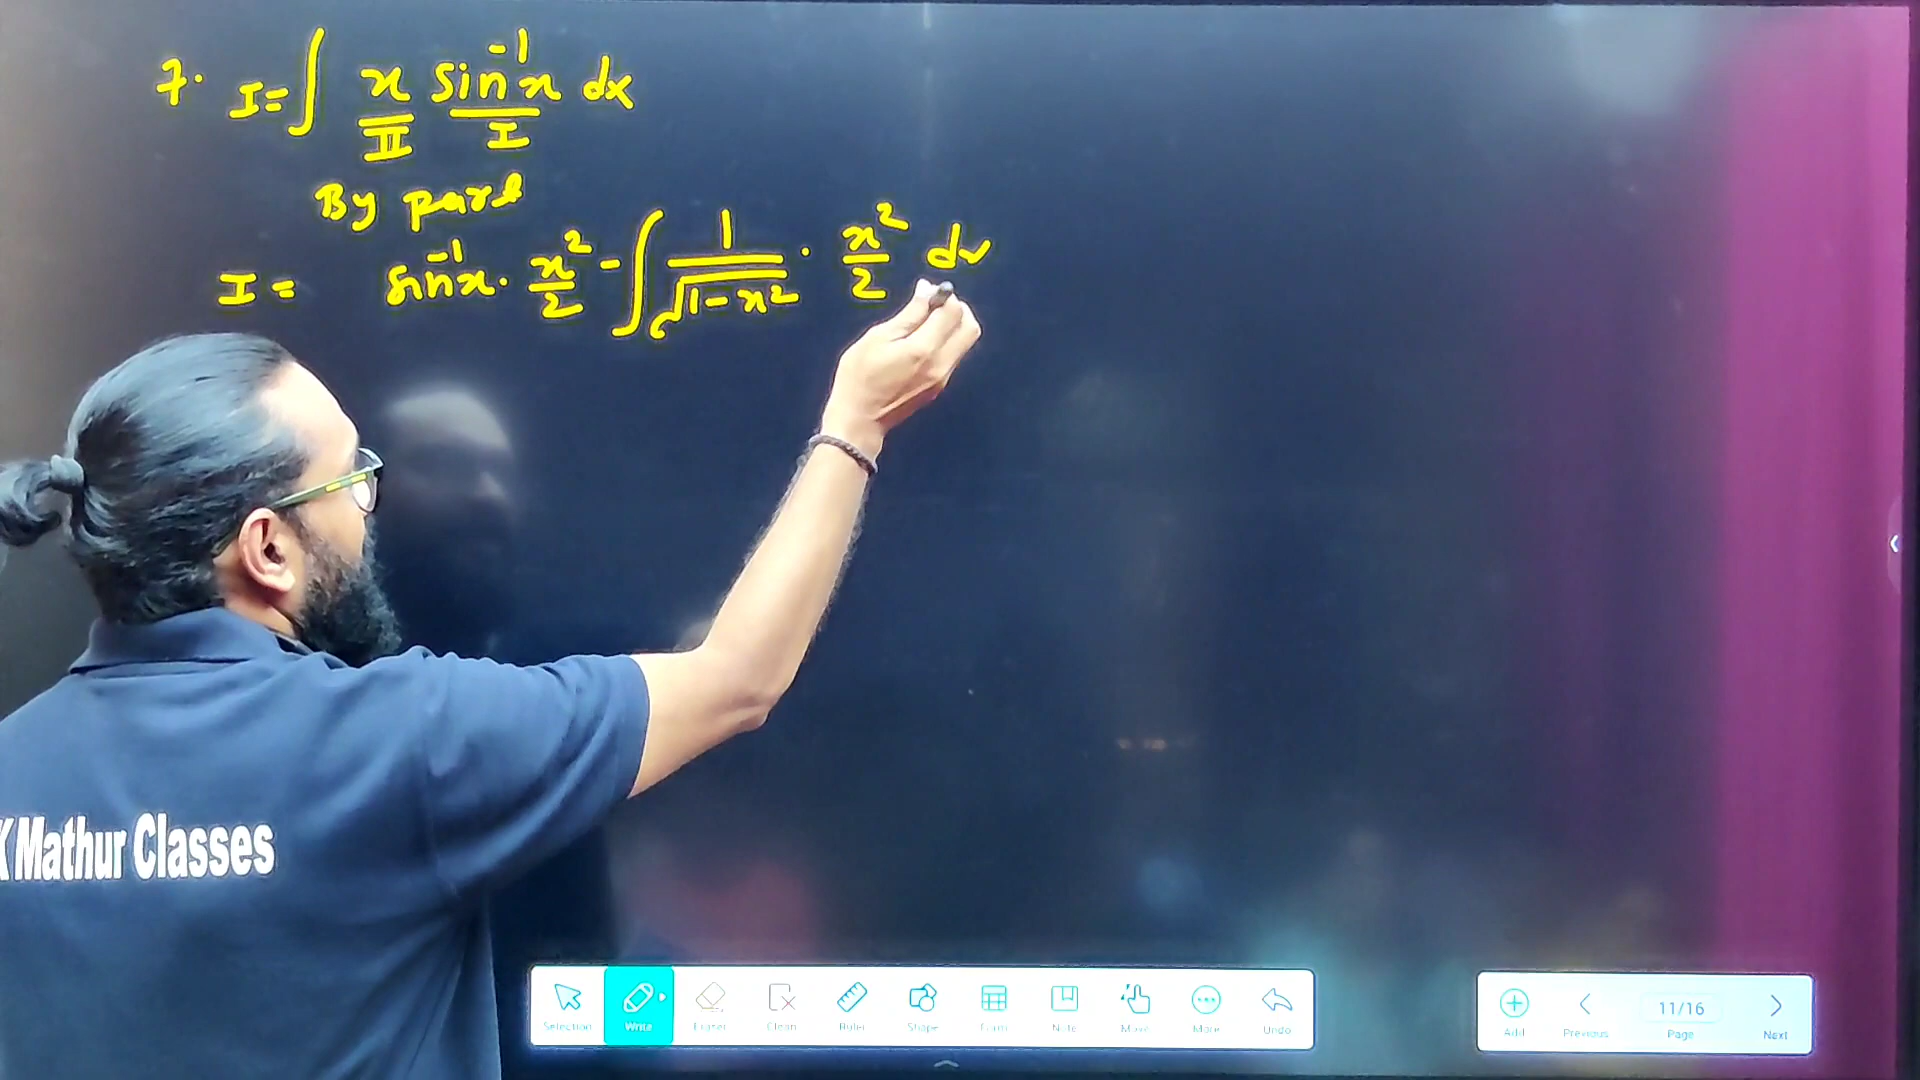 7. I = ∫ x sin⁻¹x dx
II I
By parts
I = sin⁻¹x · x²/2 - ∫ 1/√(1-x²) · x²/2 dx
K Mathur Classes
Selection Write Eraser Clean Ruler Shape Note More Undo
Add Previous 11/16 Page Next